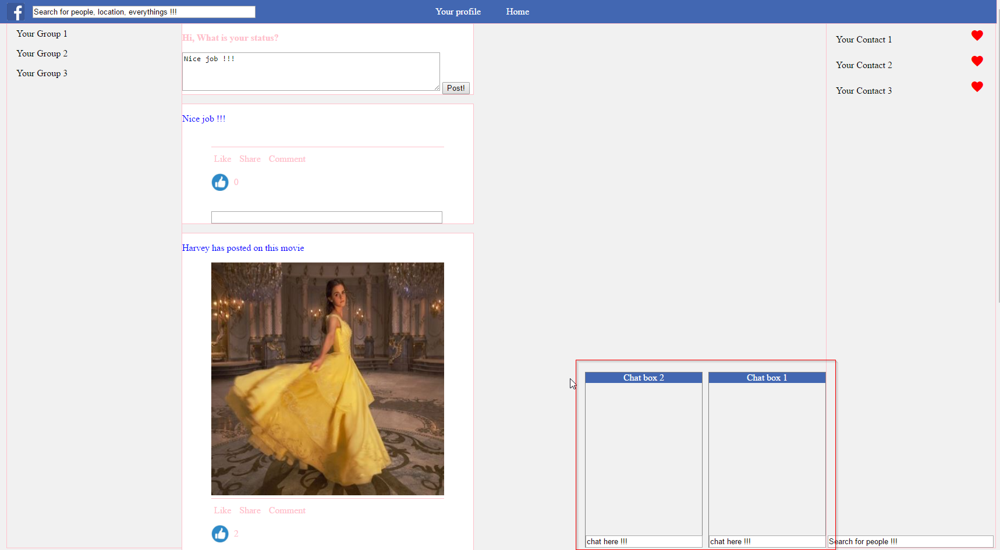 f
Search for people, location, everythings !!!
Your profile
Home
Your Group 1
Your Group 2
Your Group 3
Hi, What is your status?
Nice job !!!
Post!
Nice job !!!
Like Share Comment
0
Harvey has posted on this movie
Like Share Comment
2
Your Contact 1
Your Contact 2
Your Contact 3
Chat box 2
chat here !!!
Chat box 1
chat here !!!
Search for people !!!